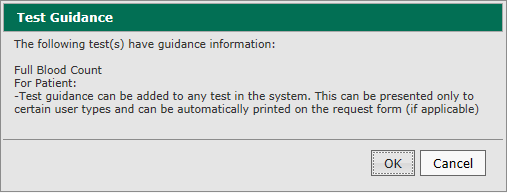 Test Guidance
The following test(s) have guidance information:
Full Blood Count
For Patient:
-Test guidance can be added to any test in the system. This can be presented only to
certain user types and can be automatically printed on the request form (if applicable)
OK Cancel